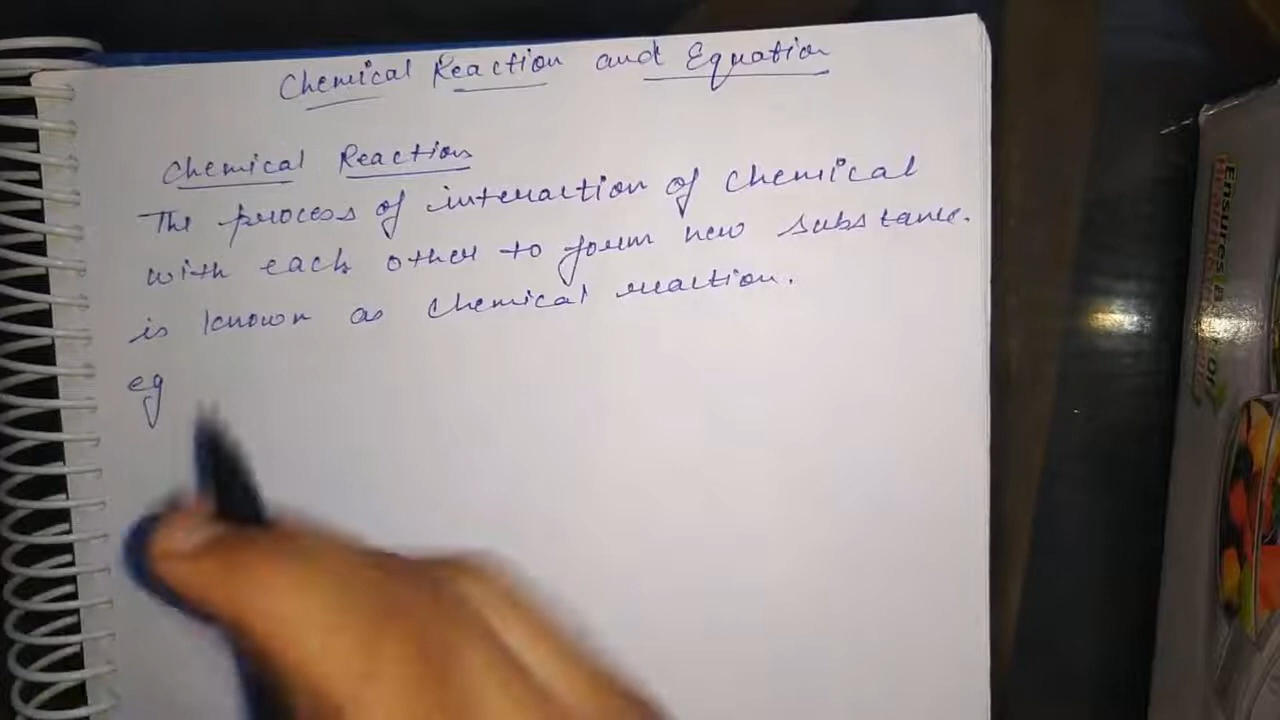 Chemical Reaction and Equation
Chemical Reaction
The process of interaction of chemical
with each other to form new substance.
is known as chemical reaction.
eg
Ensures B